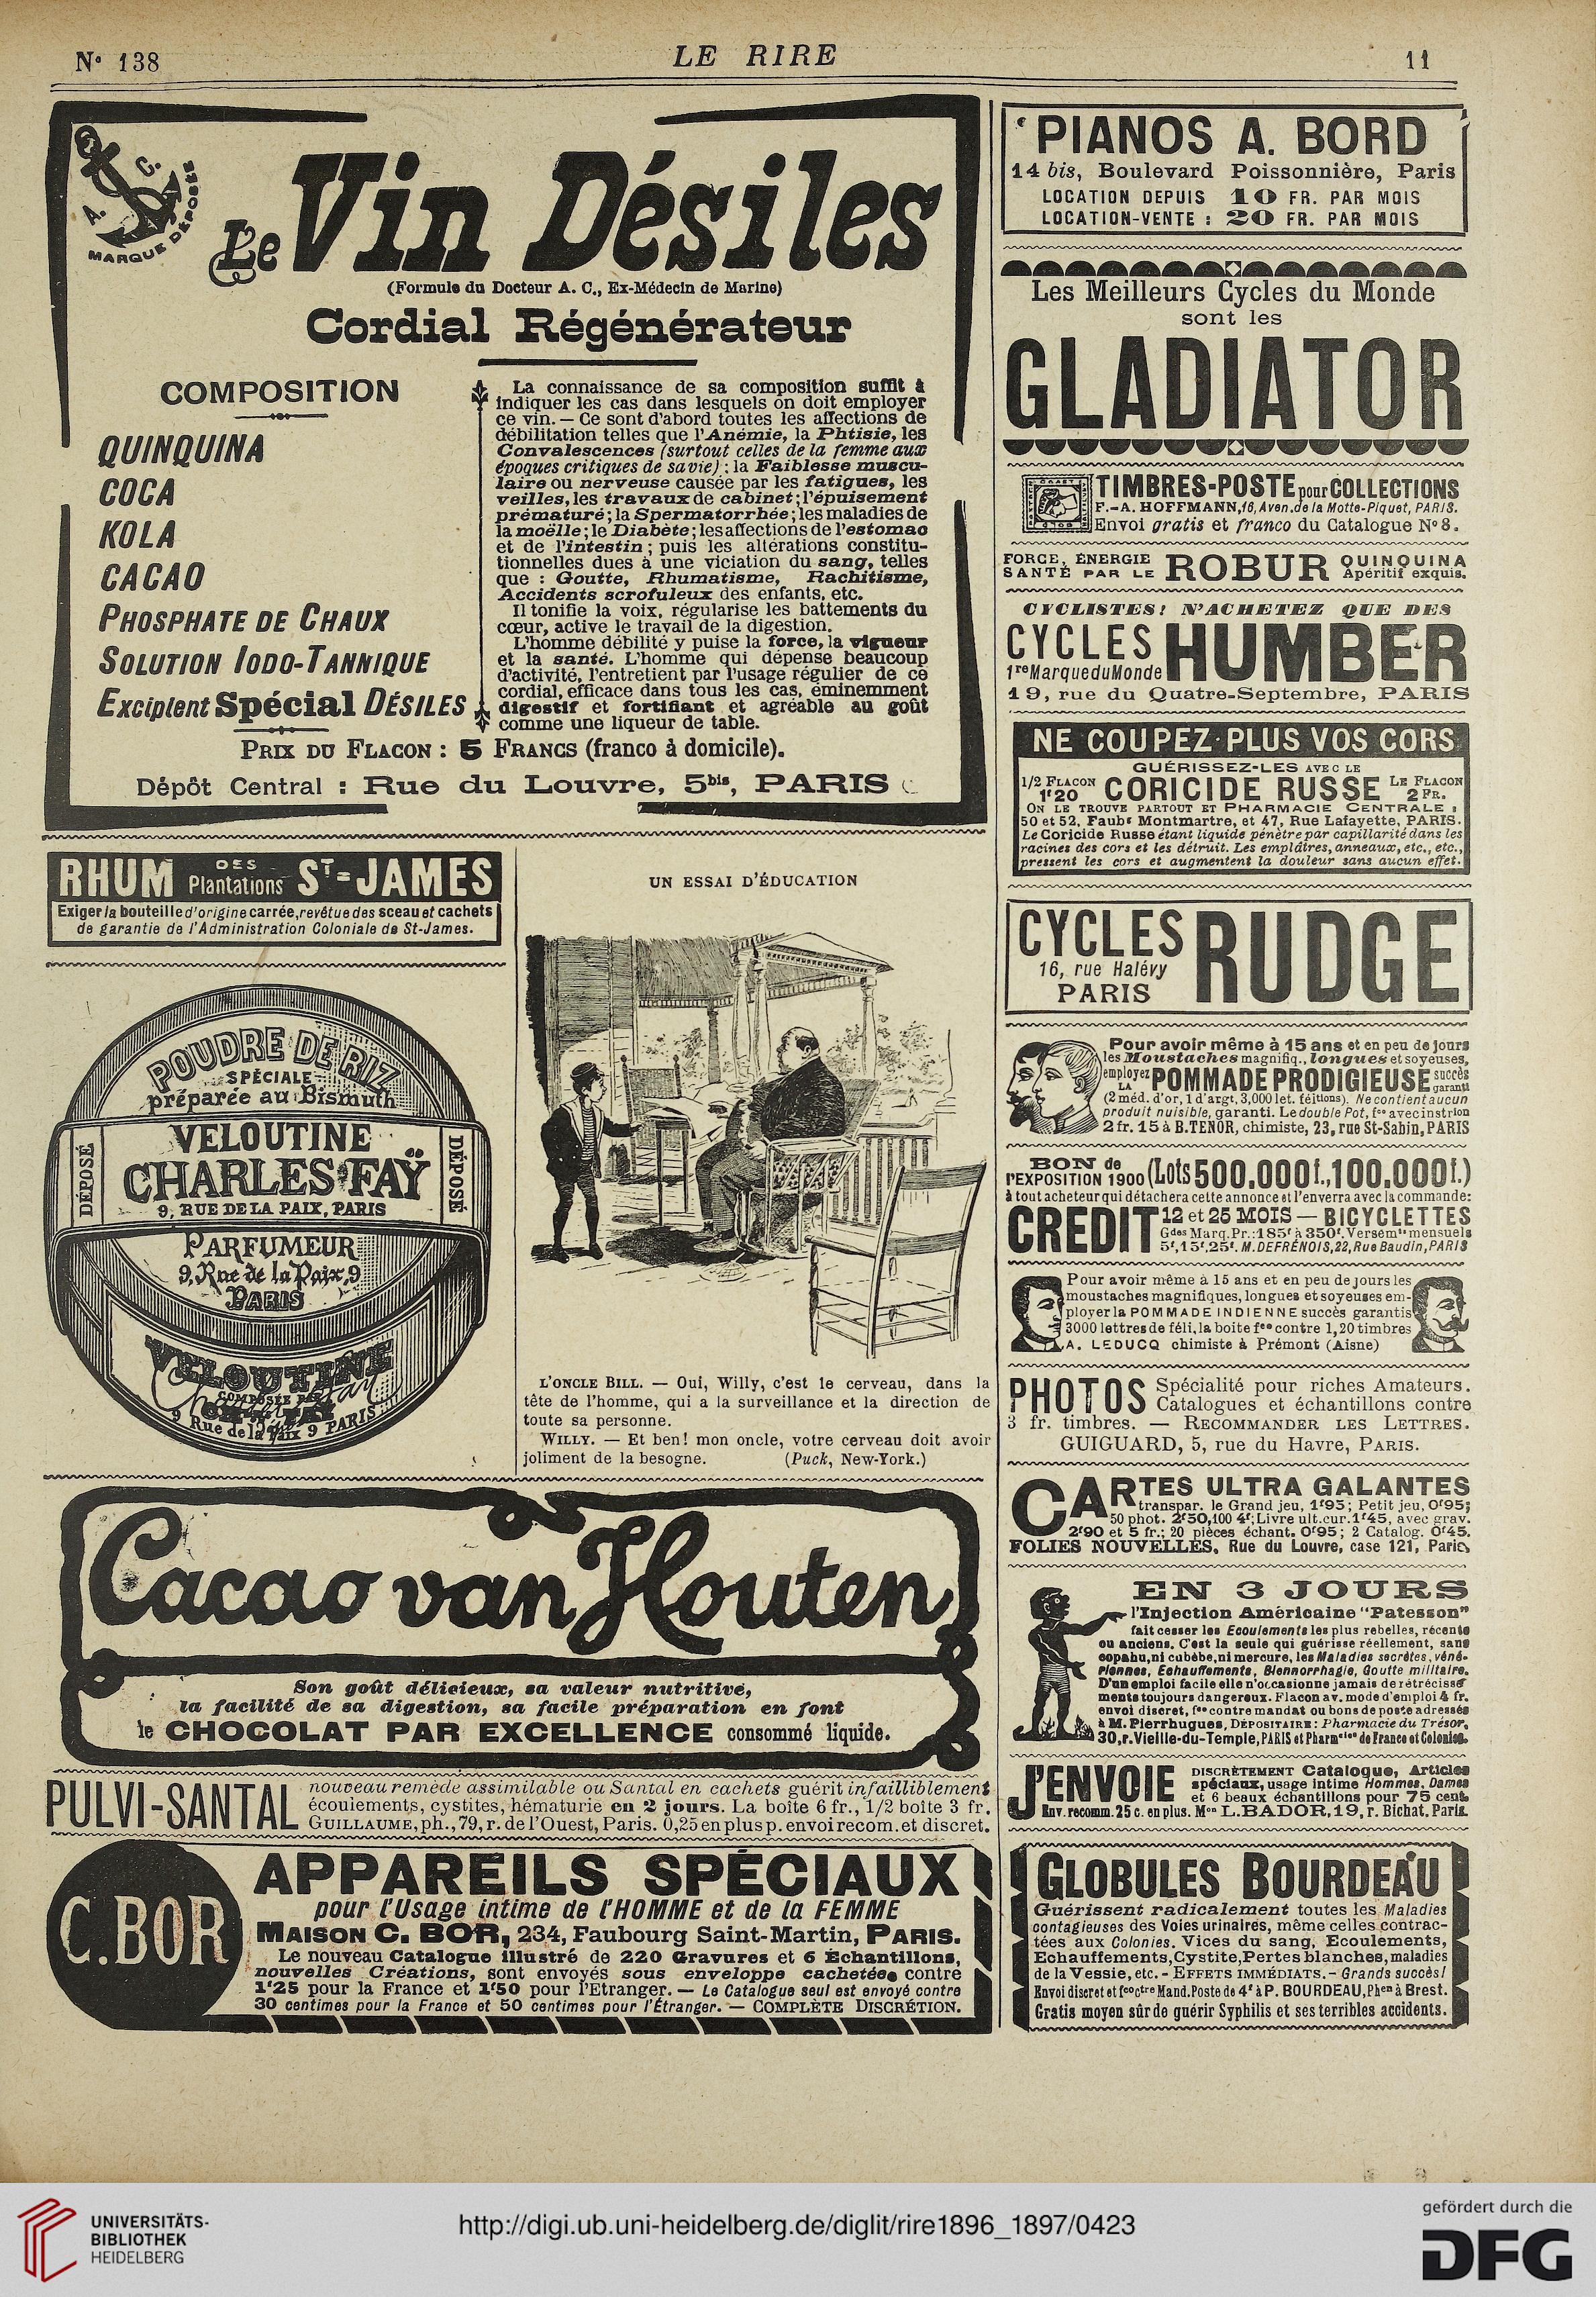 N° 138
LE RIRE
11
A. C.
MARQUE DÉPOSÉE
Le Vin Désiles
(Formule du Docteur A. C., Ex-Médecin de Marine)
Cordial Régénérateur
COMPOSITION
QUINQUINA
COCA
KOLA
CACAO
PHOSPHATE DE CHAUX
SOLUTION IODO-TANNIQUE
Excipient Spécial DÉSILES
La connaissance de sa composition suffit à
indiquer les cas dans lesquels on doit employer
ce vin. — Ce sont d'abord toutes les affections de
débilitation telles que l'Anémie, la Phtisie, les
Convalescences (surtout celles de la femme aux
époques critiques de sa vie) ; la Faiblesse muscu-
laire ou nerveuse causée par les fatigues, les
veilles, les travaux de cabinet; l'épuisement
prématuré; la Spermatorrhée; les maladies de
la moëlle; le Diabète; les affections de l'estomac
et de l'intestin ; puis les altérations constitu-
tionnelles dues à une viciation du sang, telles
que : Goutte, Rhumatisme, Rachitisme,
Accidents scrofuleux des enfants, etc.
Il tonifie la voix, régularise les battements du
cœur, active le travail de la digestion.
L'homme débilité y puise la force, la vigueur
et la santé. L'homme qui dépense beaucoup
d'activité, l'entretient par l'usage régulier de ce
cordial, efficace dans tous les cas, éminemment
digestif et fortifiant et agréable au goût
comme une liqueur de table.
PRIX DU FLACON : 5 FRANCS (franco à domicile).
Dépôt Central : Rue du Louvre, 5bis, PARIS
RHUM DES Plantations ST-JAMES
Exiger la bouteille d'origine carrée, revêtue des sceau et cachets
de garantie de l'Administration Coloniale de St-James.
POUDRE DE RIZ
SPÉCIALE
préparée au Bismuth
DÉPOSÉ
VELOUTINE
CHARLES FAŸ
9, RUE DE LA PAIX, PARIS
DÉPOSÉ
PARFUMEUR
9, Rue de la Paix, 9
PARIS
VELOUTINE
COMPOSÉE PAR
CH. FAY
9 Rue de la Paix 9 PARIS
UN ESSAI D'ÉDUCATION
L'ONCLE BILL. — Oui, Willy, c'est le cerveau, dans la
tête de l'homme, qui a la surveillance et la direction de
toute sa personne.
WILLY. — Et ben! mon oncle, votre cerveau doit avoir
joliment de la besogne. (Puck, New-York.)
Cacao van Houten
Son goût délicieux, sa valeur nutritive,
la facilité de sa digestion, sa facile préparation en font
le CHOCOLAT PAR EXCELLENCE consommé liquide.
PULVI-SANTAL
nouveau remède assimilable ou Santal en cachets guérit infailliblement
écoulements, cystites, hématurie en 2 jours. La boîte 6 fr., 1/2 boîte 3 fr.
GUILLAUME, ph., 79, r. de l'Ouest, Paris. 0,25 en plus p. envoi recom. et discret.
C. BOR
APPAREILS SPÉCIAUX
pour l'Usage intime de l'HOMME et de la FEMME
MAISON C. BOR, 234, Faubourg Saint-Martin, PARIS.
Le nouveau Catalogue illustré de 220 Gravures et 6 Échantillons,
nouvelles Créations, sont envoyés sous enveloppe cachetée contre
1f25 pour la France et 1f50 pour l'Etranger. — Le Catalogue seul est envoyé contre
30 centimes pour la France et 50 centimes pour l'Étranger. — COMPLÈTE DISCRÉTION.
PIANOS A. BORD
14 bis, Boulevard Poissonnière, Paris
LOCATION DEPUIS 10 FR. PAR MOIS
LOCATION-VENTE : 20 FR. PAR MOIS
Les Meilleurs Cycles du Monde
sont les
GLADIATOR
TIMBRES-POSTE pour COLLECTIONS
F.-A. HOFFMANN, 16, Aven. de la Motte-Piquet, PARIS.
Envoi gratis et franco du Catalogue N° 8.
FORCE, ÉNERGIE
SANTÉ PAR LE
ROBUR
QUINQUINA
Apéritif exquis.
CYCLISTES! N'ACHETEZ QUE DES
CYCLES HUMBER
1re Marque du Monde
19, rue du Quatre-Septembre, PARIS
NE COUPEZ PLUS VOS CORS
GUÉRISSEZ-LES AVEC LE
1/2 FLACON 1f20
CORICIDE RUSSE
LE FLACON 2 FR.
ON LE TROUVE PARTOUT ET PHARMACIE CENTRALE :
50 et 52, Faubg Montmartre, et 47, Rue Lafayette, PARIS.
Le Coricide Russe étant liquide pénètre par capillarité dans les
racines des cors et les détruit. Les emplâtres, anneaux, etc., etc.,
pressent les cors et augmentent la douleur sans aucun effet.
CYCLES RUDGE
16, rue Halévy
PARIS
Pour avoir même à 15 ans et en peu de jours
les Moustaches magnifiq., longues et soyeuses,
employez LA POMMADE PRODIGIEUSE succès garanti
(2 méd. d'or, 1 d'argt, 3,000 let. féitions). Ne contient aucun
produit nuisible, garanti. Le double Pot, fco avec instrion
2 fr. 15 à B. TENOR, chimiste, 23, rue St-Sabin, PARIS
BON de
l'EXPOSITION 1900 (Lots 500.000f., 100.000f.)
à tout acheteur qui détachera cette annonce et l'enverra avec la commande:
CREDIT 12 et 25 MOIS — BICYCLETTES
Gdes Marq. Pr.: 185f à 350f. Versemts mensuels
5f, 15f, 25f. M. DEFRÉNOIS, 22, Rue Baudin, PARIS
Pour avoir même à 15 ans et en peu de jours les
moustaches magnifiques, longues et soyeuses em-
ployer la POMMADE INDIENNE succès garantis
3000 lettres de féli, la boite fco contre 1,20 timbres
A. LEDUCQ chimiste à Prémont (Aisne)
PHOTOS Spécialité pour riches Amateurs.
Catalogues et échantillons contre
3 fr. timbres. — RECOMMANDER LES LETTRES.
GUIGUARD, 5, rue du Havre, PARIS.
CARTES ULTRA GALANTES
transpar. le Grand jeu, 1f95; Petit jeu, 0f95;
50 phot. 2f50, 100 4f; Livre ult. cur. 1f45, avec grav.
2f90 et 5 fr.; 20 pièces échant. 0f95; 2 Catalog. 0f45.
FOLIES NOUVELLES, Rue du Louvre, case 121, Paris
EN 3 JOURS
l'Injection Américaine "Patesson"
fait cesser les Ecoulements les plus rebelles, récents
ou anciens. C'est la seule qui guérisse réellement, sans
copahu, ni cubèbe, ni mercure, les Maladies secrètes, véné-
riennes, Echauffements, Blennorrhagie, Goutte militaire.
D'un emploi facile elle n'occasionne jamais de rétrécisse-
ments toujours dangereux. Flacon av. mode d'emploi 4 fr.
envoi discret, fco contre mandat ou bons de poste adressés
à M. Pierrhugues, DÉPOSITAIRE : Pharmacie du Trésor,
30, r. Vieille-du-Temple, PARIS et Pharmcies de France et Colonies.
J'ENVOIE
DISCRÈTEMENT Catalogue, Articles
spéciaux, usage intime Hommes, Dames
et 6 beaux échantillons pour 75 cent.
Env. recomm. 25 c. en plus. Mon L. BADOR, 19, r. Bichat, Paris.
GLOBULES BOURDEAU
Guérissent radicalement toutes les Maladies
contagieuses des Voies urinaires, même celles contrac-
tées aux Colonies. Vices du sang, Ecoulements,
Echauffements, Cystite, Pertes blanches, maladies
de la Vessie, etc. - EFFETS IMMÉDIATS. - Grands succès!
Envoi discret et fco ctre Mand. Poste de 4f à P. BOURDEAU, Phen à Brest.
Gratis moyen sûr de guérir Syphilis et ses terribles accidents.
UNIVERSITÄTS-
BIBLIOTHEK
HEIDELBERG
http://digi.ub.uni-heidelberg.de/diglit/rire1896_1897/0423
gefördert durch die
DFG